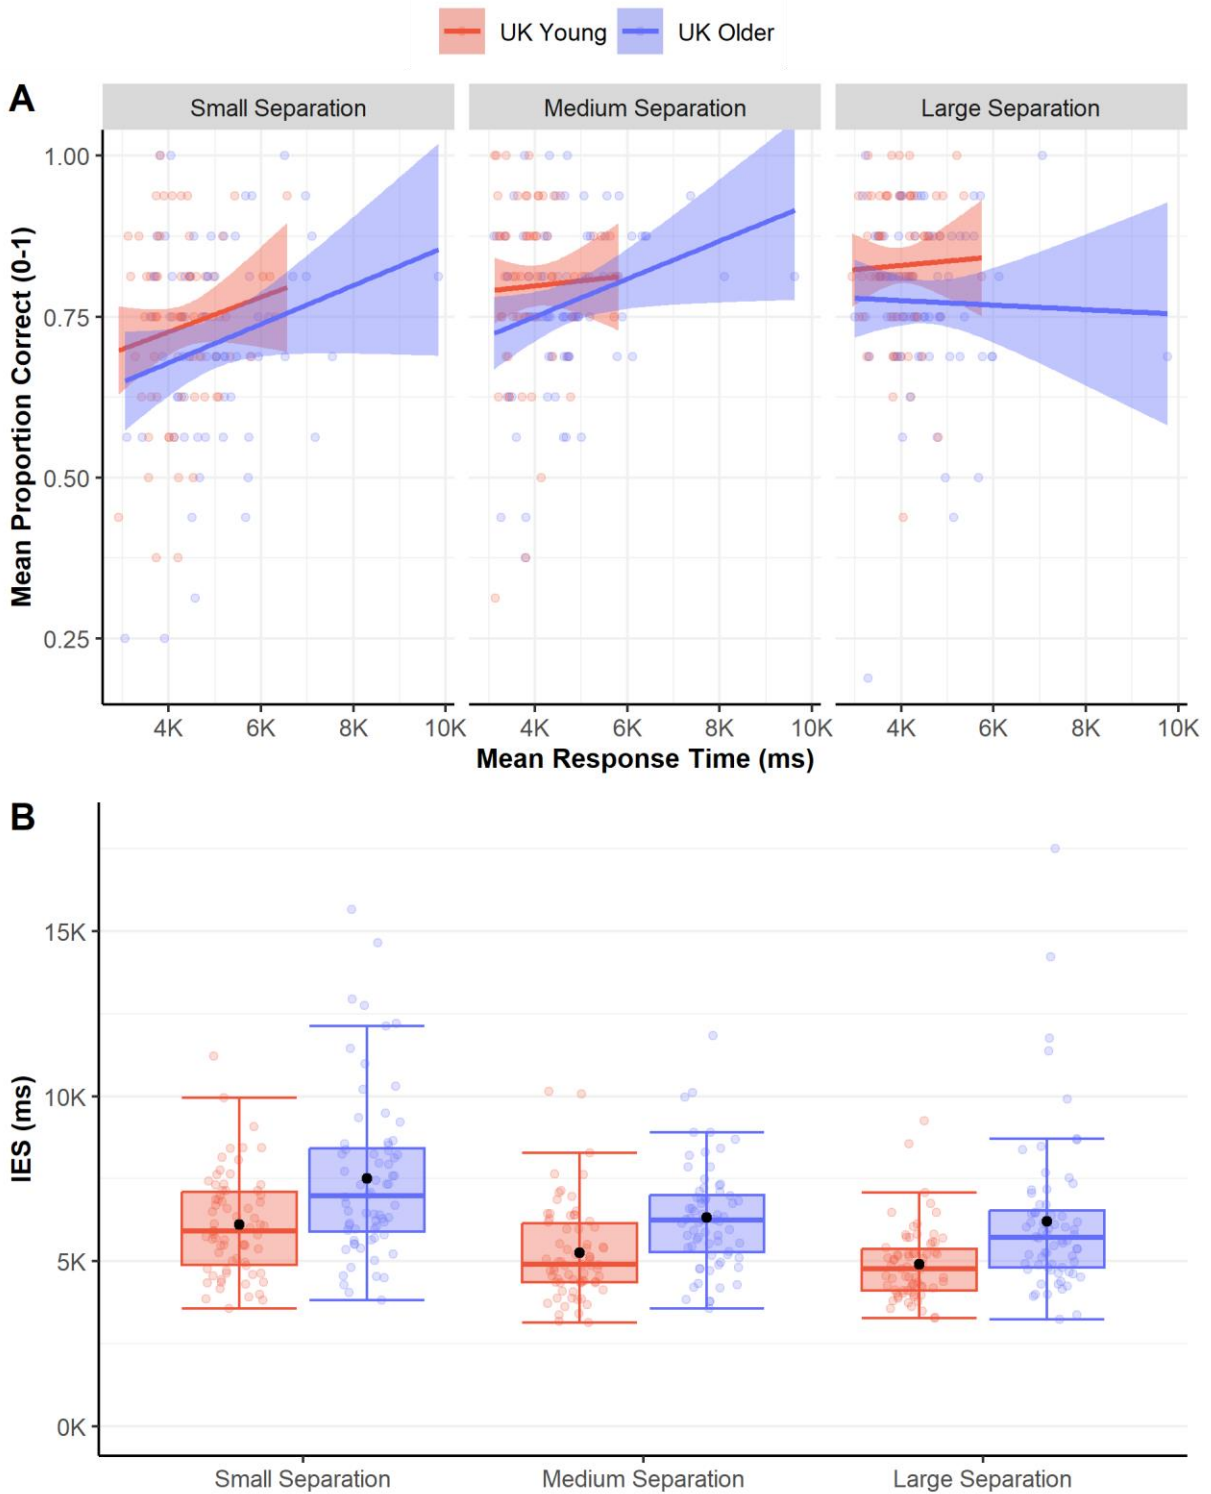 UK Young UK Older
A
Small Separation Medium Separation Large Separation
Mean Proportion Correct (0-1)
1.00
0.75
0.50
0.25
4K 6K 8K 10K 4K 6K 8K 10K 4K 6K 8K 10K
Mean Response Time (ms)
B
IES (ms)
15K
10K
5K
0K
Small Separation Medium Separation Large Separation